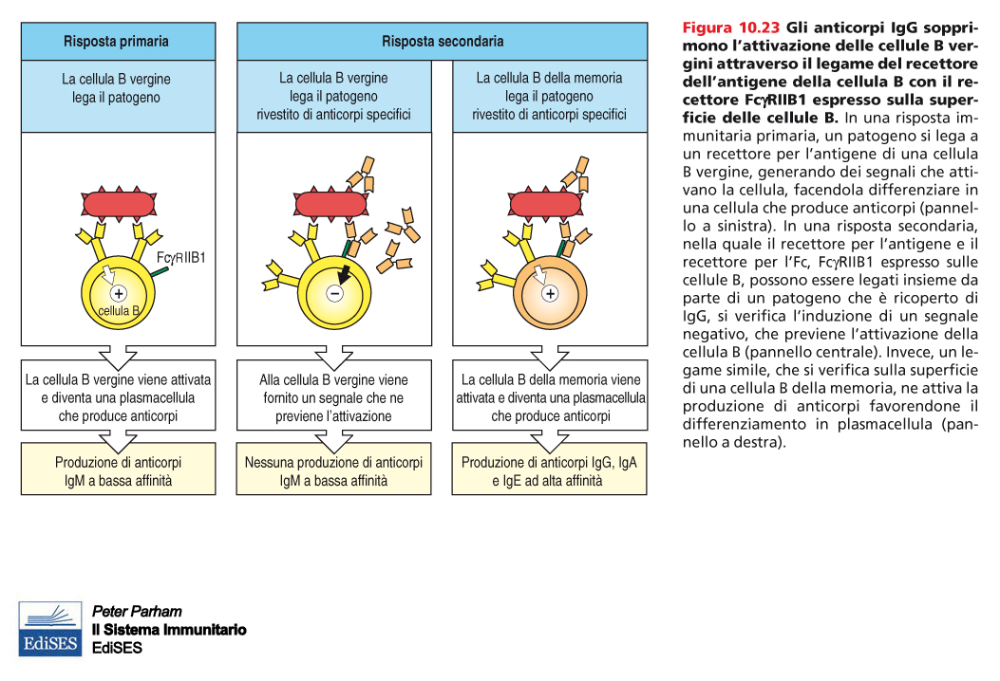 Risposta primaria
Risposta secondaria
La cellula B vergine
lega il patogeno
La cellula B vergine
lega il patogeno
rivestito di anticorpi specifici
La cellula B della memoria
lega il patogeno
rivestito di anticorpi specifici
FcγRIIB1
+
cellula B
–
+
La cellula B vergine viene attivata
e diventa una plasmacellula
che produce anticorpi
Alla cellula B vergine viene
fornito un segnale che ne
previene l'attivazione
La cellula B della memoria viene
attivata e diventa una plasmacellula
che produce anticorpi
Produzione di anticorpi
IgM a bassa affinità
Nessuna produzione di anticorpi
IgM a bassa affinità
Produzione di anticorpi IgG, IgA
e IgE ad alta affinità
Figura 10.23 Gli anticorpi IgG soppri-
mono l'attivazione delle cellule B ver-
gini attraverso il legame del recettore
dell'antigene della cellula B con il re-
cettore FcγRIIB1 espresso sulla super-
ficie delle cellule B. In una risposta im-
munitaria primaria, un patogeno si lega a
un recettore per l'antigene di una cellula
B vergine, generando dei segnali che atti-
vano la cellula, facendola differenziare in
una cellula che produce anticorpi (pannel-
lo a sinistra). In una risposta secondaria,
nella quale il recettore per l'antigene e il
recettore per l'Fc, FcγRIIB1 espresso sulle
cellule B, possono essere legati insieme da
parte di un patogeno che è ricoperto di
IgG, si verifica l'induzione di un segnale
negativo, che previene l'attivazione della
cellula B (pannello centrale). Invece, un le-
game simile, che si verifica sulla superficie
di una cellula B della memoria, ne attiva la
produzione di anticorpi favorendone il
differenziamento in plasmacellula (pan-
nello a destra).
EdiSES
Peter Parham
Il Sistema Immunitario
EdiSES